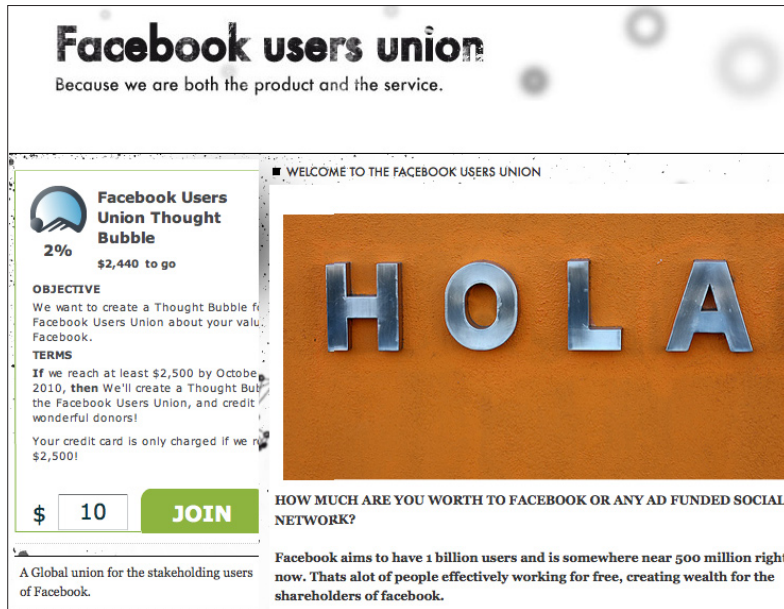 Facebook users union
Because we are both the product and the service.
Facebook Users
Union Thought
Bubble
2%
$2,440 to go
OBJECTIVE
We want to create a Thought Bubble
Facebook Users Union about your
Facebook.
TERMS
If we reach at least $2,500 by
2010, then We'll create a Thought
the Facebook Users Union, and credit
wonderful donors!
Your credit card is only charged if we
$2,500!
$ 10 JOIN
A Global union for the stakeholding users
of Facebook.
WELCOME TO THE FACEBOOK USERS UNION
HOLA
HOW MUCH ARE YOU WORTH TO FACEBOOK OR ANY AD FUNDED SOCIAL
NETWORK?
Facebook aims to have 1 billion users and is somewhere near 500 million right
now. Thats alot of people effectively working for free, creating wealth for the
shareholders of facebook.